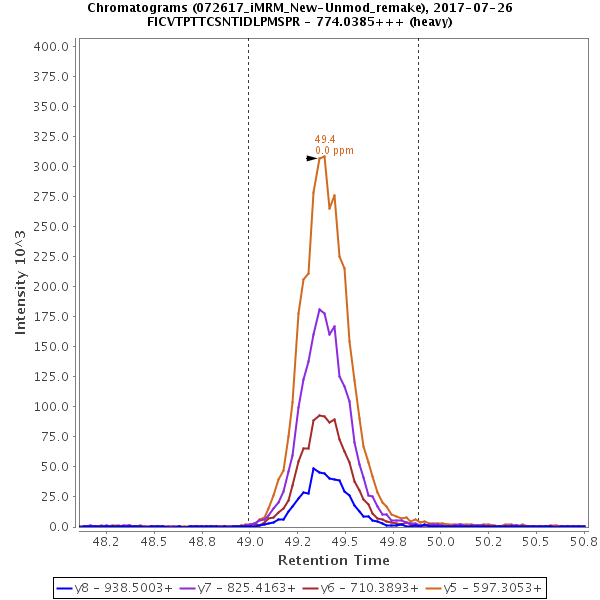 Chromatograms (072617_iMRM_New-Unmod_remake), 2017-07-26
FICVTPTTCSNTIDLPMSPR - 774.0385+++ (heavy)
400.0
375.0
350.0
325.0
300.0
275.0
250.0
225.0
200.0
175.0
150.0
125.0
100.0
75.0
50.0
25.0
0.0
Intensity 10^3
49.4
0.0 ppm
48.2 48.5 48.8 49.0 49.2 49.5 49.8 50.0 50.2 50.5 50.8
Retention Time
y8 - 938.5003+ y7 - 825.4163+ y6 - 710.3893+ y5 - 597.3053+